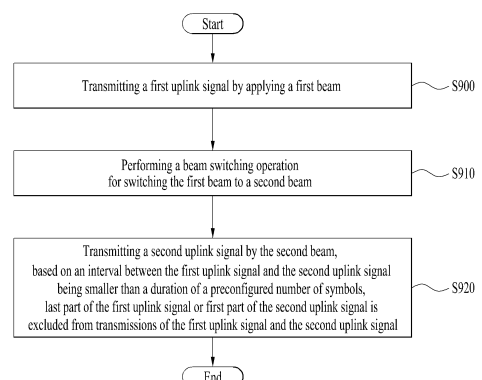 Start
Transmitting a first uplink signal by applying a first beam
S900
Performing a beam switching operation
for switching the first beam to a second beam
S910
Transmitting a second uplink signal by the second beam,
based on an interval between the first uplink signal and the second uplink signal
being smaller than a duration of a preconfigured number of symbols,
last part of the first uplink signal or first part of the second uplink signal is
excluded from transmissions of the first uplink signal and the second uplink signal
S920
End